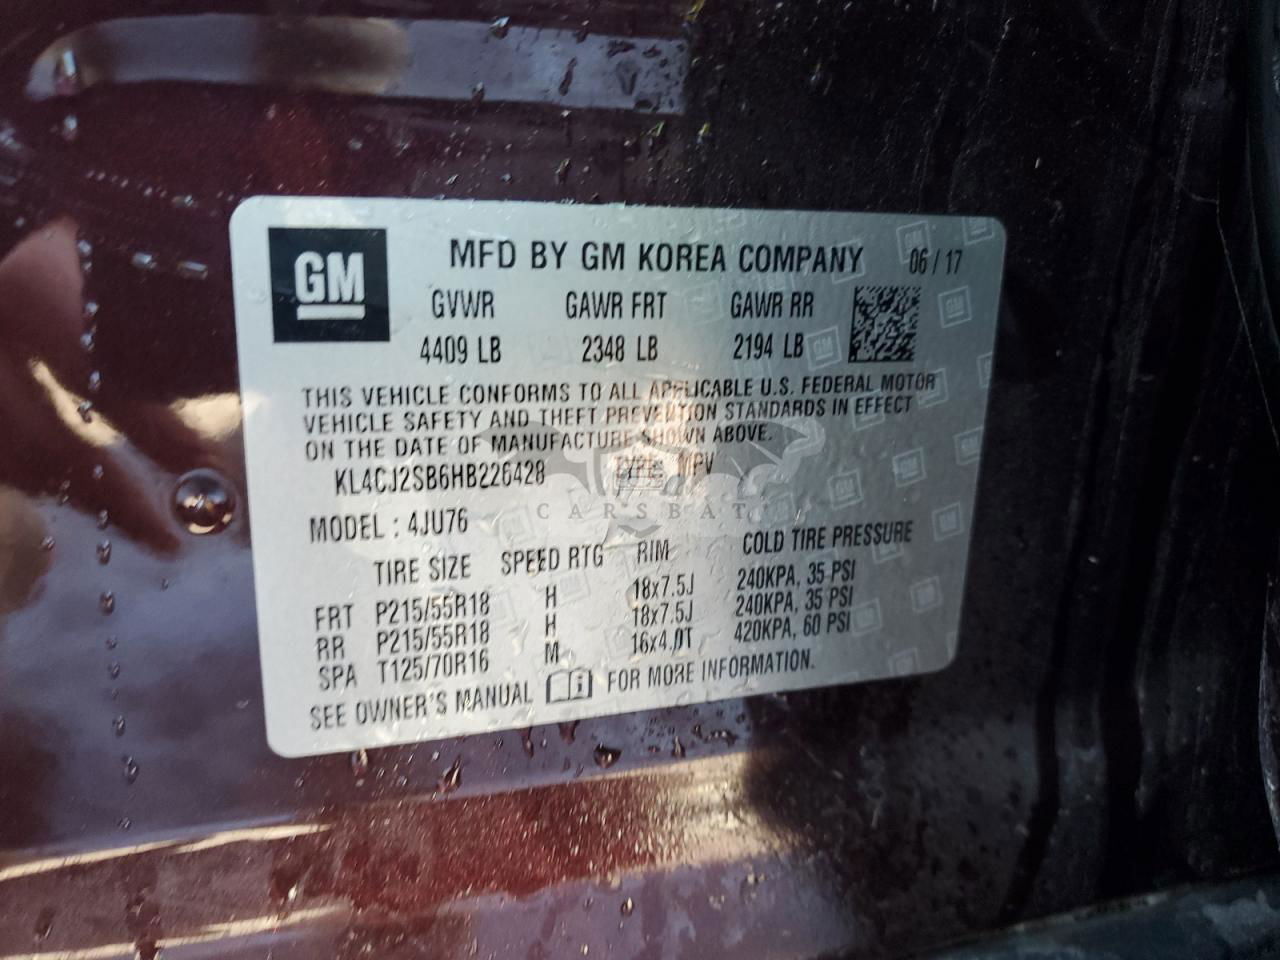 GM
MFD BY GM KOREA COMPANY 06 / 17
GVWR GAWR FRT GAWR RR
4409 LB 2348 LB 2194 LB
THIS VEHICLE CONFORMS TO ALL APPLICABLE U.S. FEDERAL MOTOR
VEHICLE SAFETY AND THEFT PREVENTION STANDARDS IN EFFECT
ON THE DATE OF MANUFACTURE SHOWN ABOVE.
KL4CJ2SB6HB226428 TYPE: MPV
CARSBAT
MODEL : 4JU76
TIRE SIZE SPEED RTG RIM COLD TIRE PRESSURE
FRT P215/55R18 H 18x7.5J 240KPA, 35 PSI
RR P215/55R18 H 18x7.5J 240KPA, 35 PSI
SPA T125/70R16 M 16x4.0T 420KPA, 60 PSI
SEE OWNER'S MANUAL i FOR MORE INFORMATION.